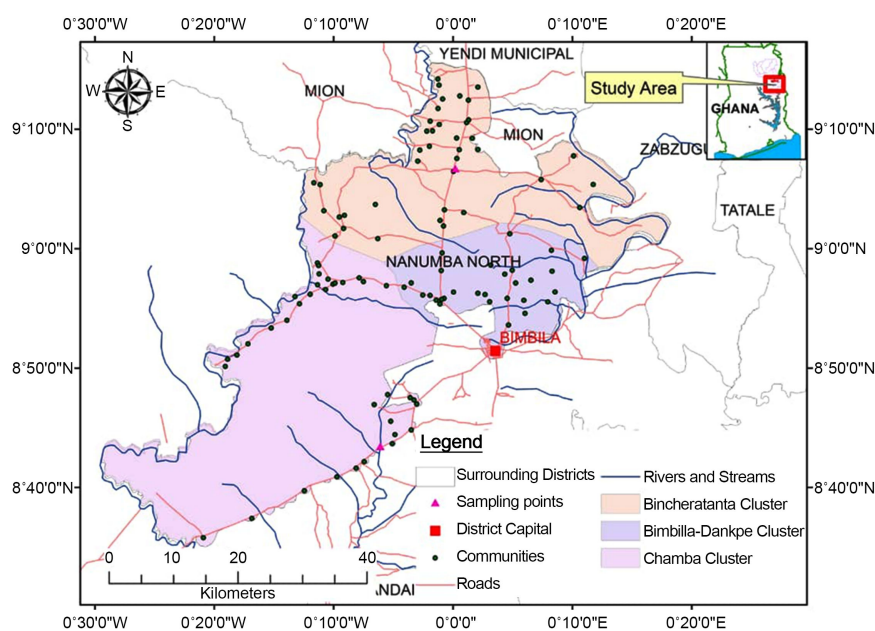 0°30'0"W 0°20'0"W 0°10'0"W 0°0'0" 0°10'0"E 0°20'0"E
N
W E
S
YENDI MUNICIPAL
MION
Study Area
GHANA
9°10'0"N 9°10'0"N
MION
ZABZUGU
TATALE
9°0'0"N 9°0'0"N
NANUMBA NORTH
BIMBILA
8°50'0"N 8°50'0"N
Legend
Surrounding Districts
Sampling points
District Capital
Communities
Roads
Rivers and Streams
Bincheratanta Cluster
Bimbilla-Dankpe Cluster
Chamba Cluster
8°40'0"N 8°40'0"N
0 10 20 40
Kilometers
NDAI
0°30'0"W 0°20'0"W 0°10'0"W 0°0'0" 0°10'0"E 0°20'0"E